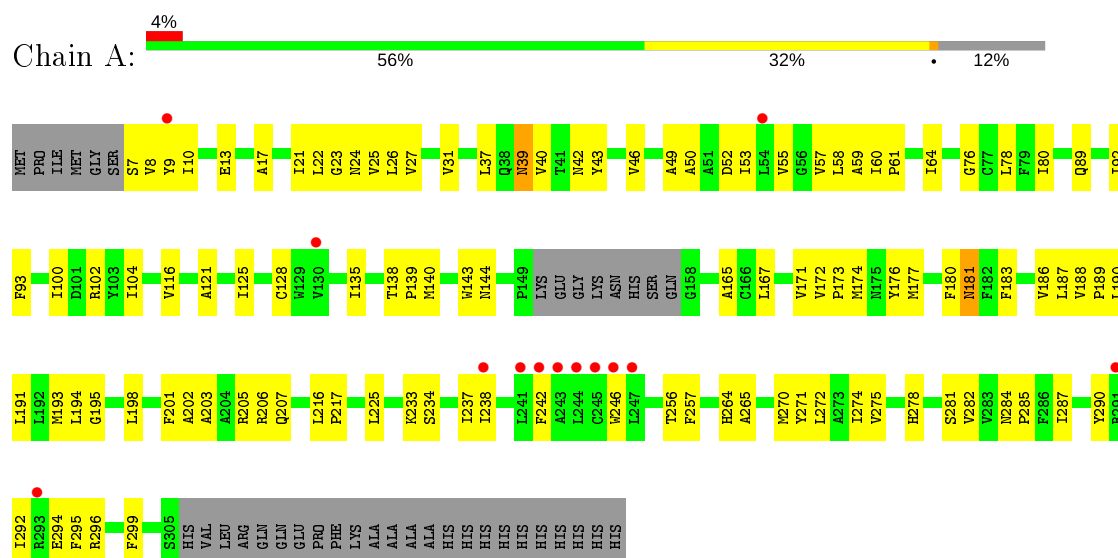 4%
Chain A:
56% 32% • 12%
MET PRO ILE MET GLY SER S7 V8 Y9 I10 E13 A17 I21 L22 G23 N24 V25 L26 V27 V31 L37 Q38 N39 V40 T41 N42 Y43 V46 A49 A50 A51 D52 I53 L54 V55 G56 V57 L58 A59 I60 P61 I64 G76 C77 L78 F79 I80 Q89 I92
F93 I100 D101 R102 Y103 I104 V116 A121 I125 C128 W129 V130 I135 T138 P139 M140 W143 N144 P149 LYS GLU GLY LYS ASN HIS SER GLN G158 A165 C166 L167 V171 V172 P173 M174 N175 Y176 M177 F180 N181 F182 F183 V186 L187 V188 P189 L190
L191 L192 M193 L194 G195 L198 F201 A202 A203 A204 R205 R206 Q207 L216 P217 L225 K233 S234 I237 I238 L241 F242 A243 L244 C245 W246 L247 T256 F257 H264 A265 M270 Y271 L272 A273 I274 V275 H278 S281 V282 V283 N284 P285 F286 I287 Y290 R291
I292 R293 E294 F295 R296 F299 S305 HIS VAL LEU ARG GLN GLN GLU PRO PHE LYS ALA ALA ALA ALA HIS HIS HIS HIS HIS HIS HIS HIS HIS HIS